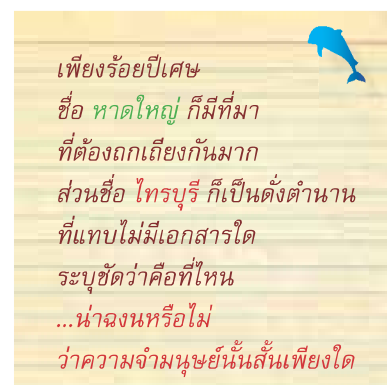 เพียงร้อยปีเศษ
ชื่อ หาดใหญ่ ก็มีที่มา
ที่ต้องถกเถียงกันมาก
ส่วนชื่อ ไทรบุรี ก็เป็นดั่งตำนาน
ที่แทบไม่มีเอกสารใด
ระบุชัดว่าคือที่ไหน
...น่าฉงนหรือไม่
ว่าความจำมนุษย์นั้นสั้นเพียงใด